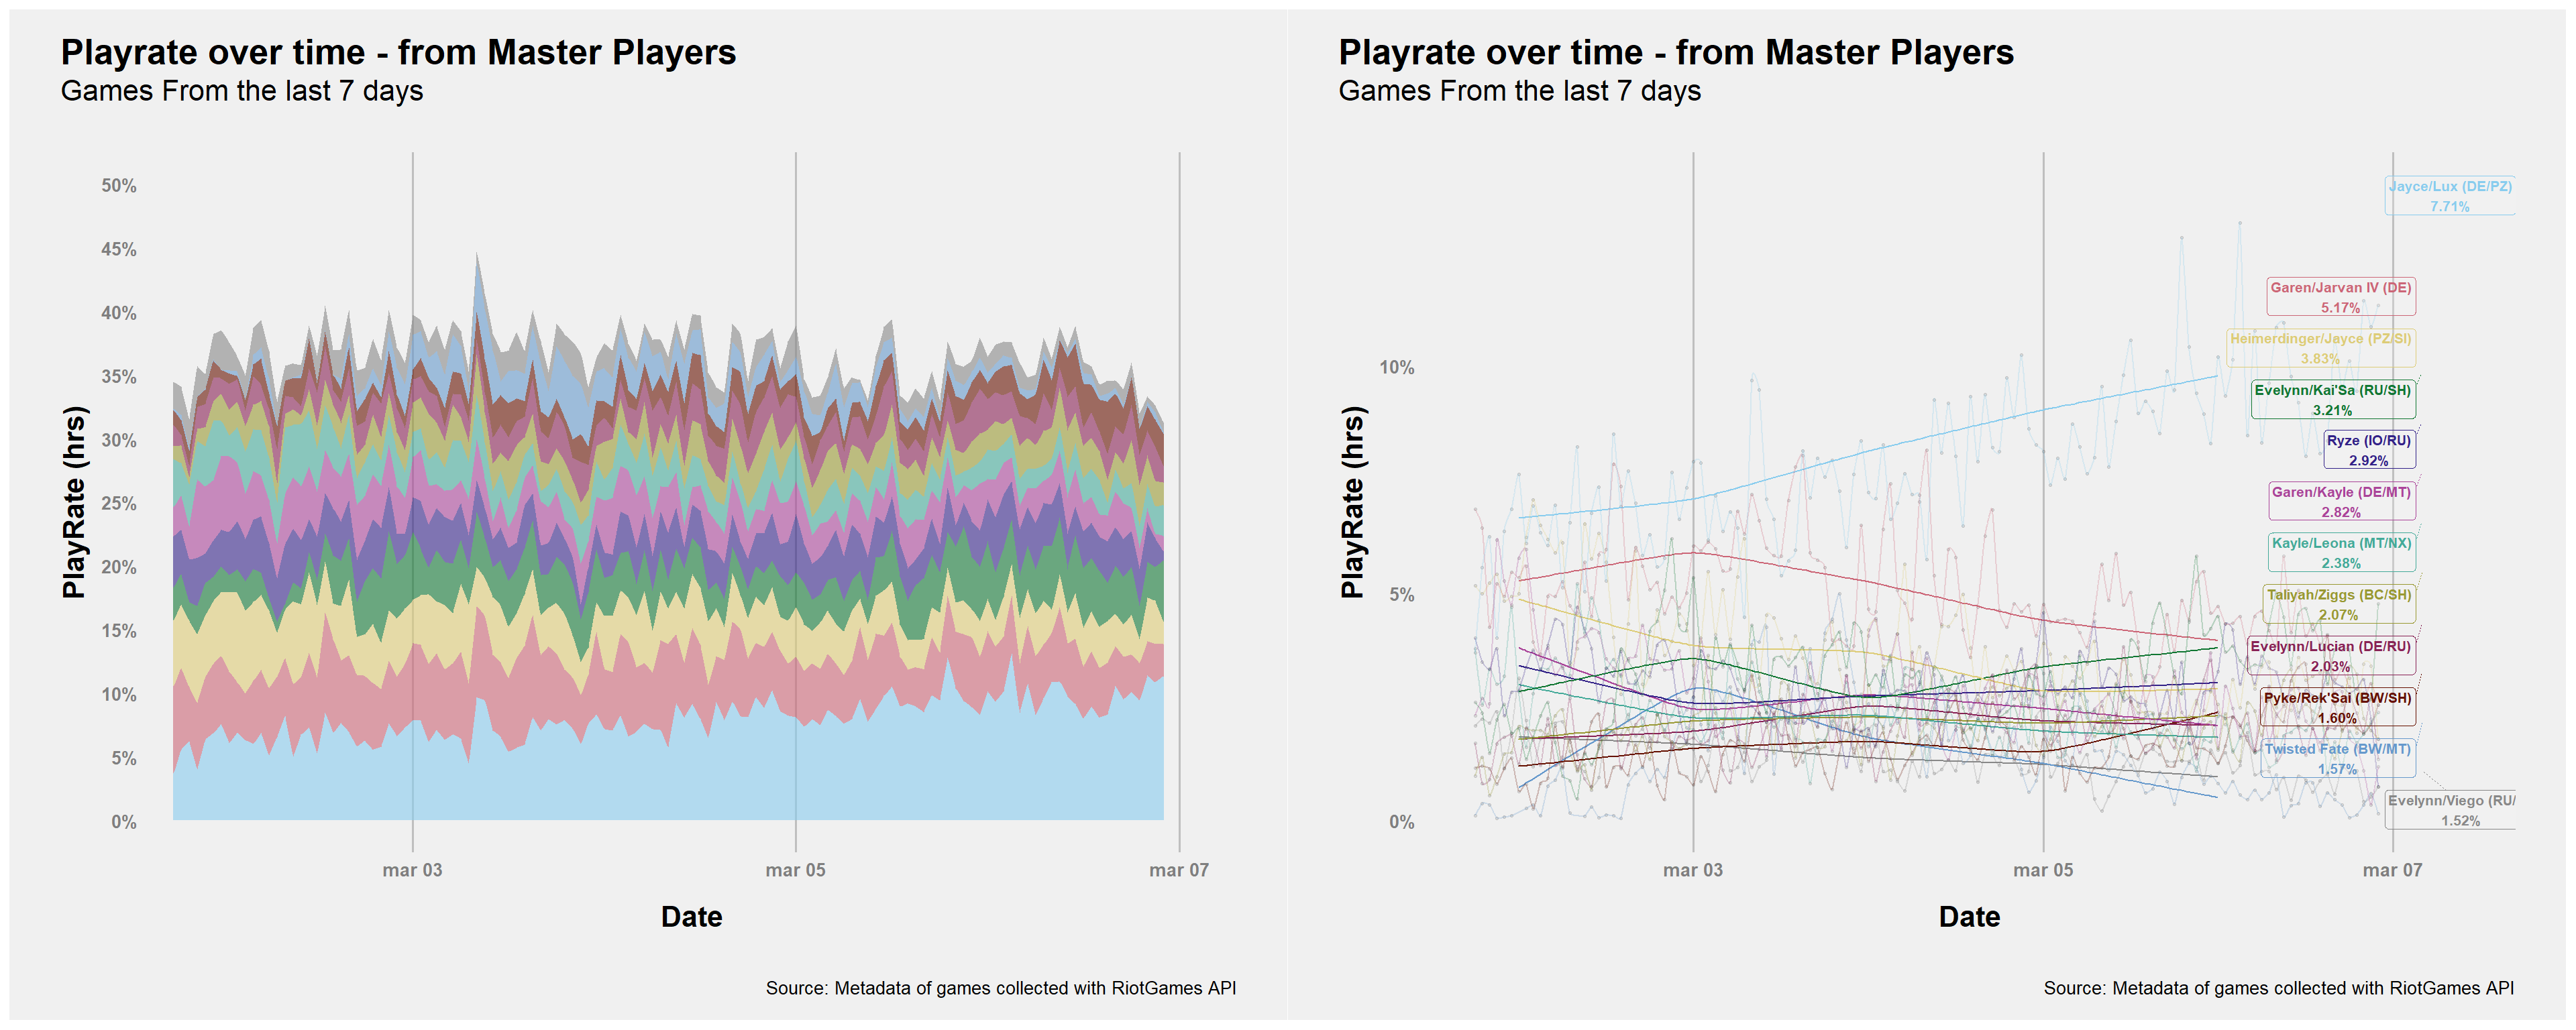 Playrate over time - from Master Players
Games From the last 7 days
50%
45%
40%
35%
30%
25%
20%
15%
10%
5%
0%
PlayRate (hrs)
mar 03
mar 05
mar 07
Date
Source: Metadata of games collected with RiotGames API
Playrate over time - from Master Players
Games From the last 7 days
10%
5%
0%
PlayRate (hrs)
Jayce/Lux (DE/PZ)
7.71%
Garen/Jarvan IV (DE)
5.17%
Heimerdinger/Jayce (PZ/SI)
3.83%
Evelynn/Kai'Sa (RU/SH)
3.21%
Ryze (IO/RU)
2.92%
Garen/Kayle (DE/MT)
2.82%
Kayle/Leona (MT/NX)
2.38%
Taliyah/Ziggs (BC/SH)
2.07%
Evelynn/Lucian (DE/RU)
2.03%
Pyke/Rek'Sai (BW/SH)
1.60%
Twisted Fate (BW/MT)
1.57%
Evelynn/Viego (RU/
1.52%
mar 03
mar 05
mar 07
Date
Source: Metadata of games collected with RiotGames API